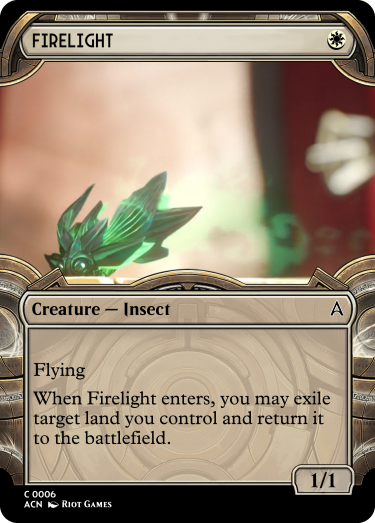 FIRELIGHT
Creature — Insect
A
Flying
When Firelight enters, you may exile
target land you control and return it
to the battlefield.
1/1
C 0006
ACN RIOT GAMES